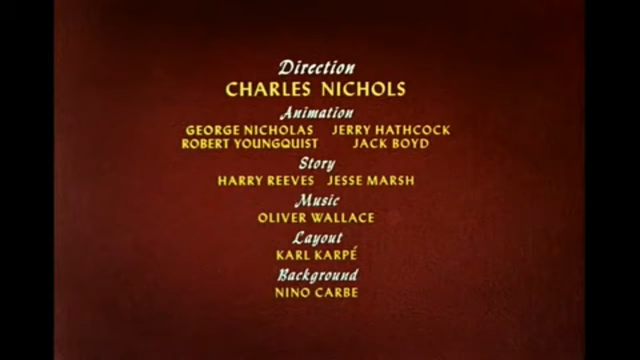 Direction
CHARLES NICHOLS
Animation
GEORGE NICHOLAS JERRY HATHCOCK
ROBERT YOUNGQUIST JACK BOYD
Story
HARRY REEVES JESSE MARSH
Music
OLIVER WALLACE
Layout
KARL KARPÉ
Background
NINO CARBE